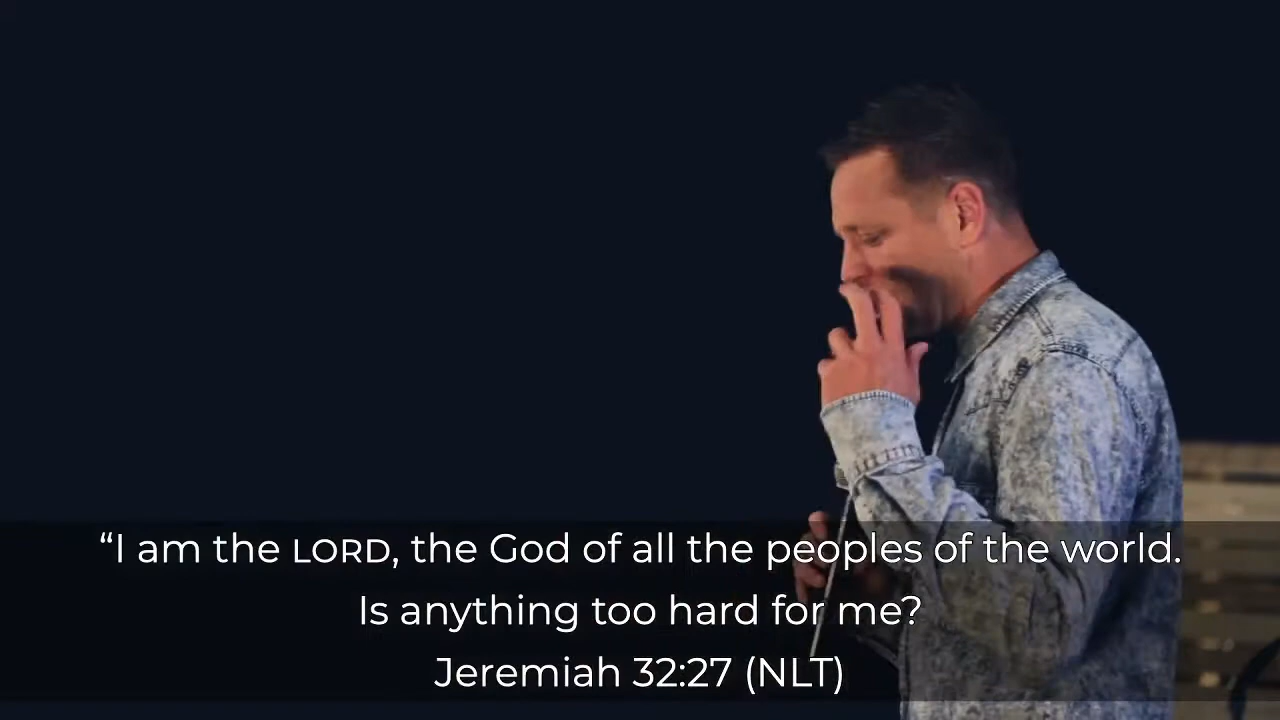 “I am the LORD, the God of all the peoples of the world.
Is anything too hard for me?
Jeremiah 32:27 (NLT)